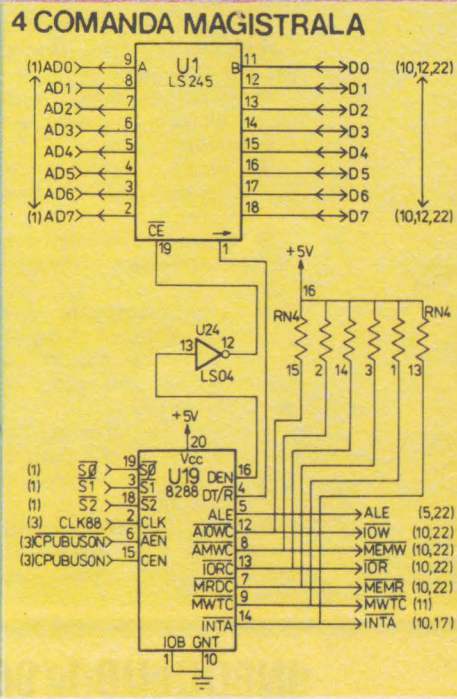 4 COMANDA MAGISTRALA
U1
LS245
A
B
(1)AD0 9 11 D0 (10,12,22)
AD1 8 12 D1
AD2 7 13 D2
AD3 6 14 D3
AD4 5 15 D4
AD5 4 16 D5
AD6 3 17 D6
(1)AD7 2 18 D7 (10,12,22)
CE
19 1
+5V
16
RN4 RN4
U24
13 12
LS04
15 2 14 3 1 13
+5V
20
Vcc
U19
8288
(1) S0 19 S0
(1) S1 3 S1
(1) S2 18 S2
(3) CLK88 2 CLK
(3)CPUBUSON 6 AEN
(3)CPUBUSON 15 CEN
DEN 16
DT/R 4
ALE 5 ALE (5,22)
AIOWC 12 IOW (10,22)
AMWC 8 MEMW (10,22)
IORC 13 IOR (10,22)
MRDC 7 MEMR (10,22)
MWTC 9 MWTC (11)
INTA 14 INTA (10,17)
IOB GNT
1 10